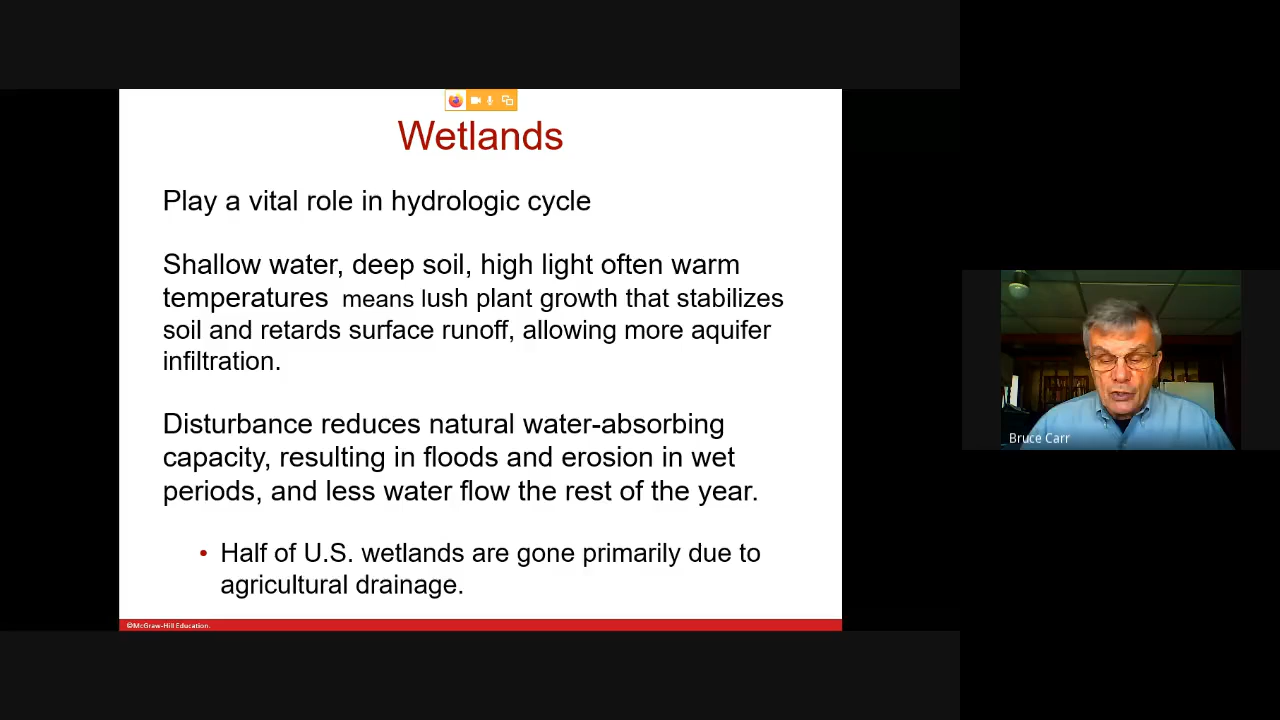 Wetlands
Play a vital role in hydrologic cycle
Shallow water, deep soil, high light often warm
temperatures means lush plant growth that stabilizes
soil and retards surface runoff, allowing more aquifer
infiltration.
Disturbance reduces natural water-absorbing
capacity, resulting in floods and erosion in wet
periods, and less water flow the rest of the year.
• Half of U.S. wetlands are gone primarily due to
agricultural drainage.
©McGraw-Hill Education.
Bruce Carr